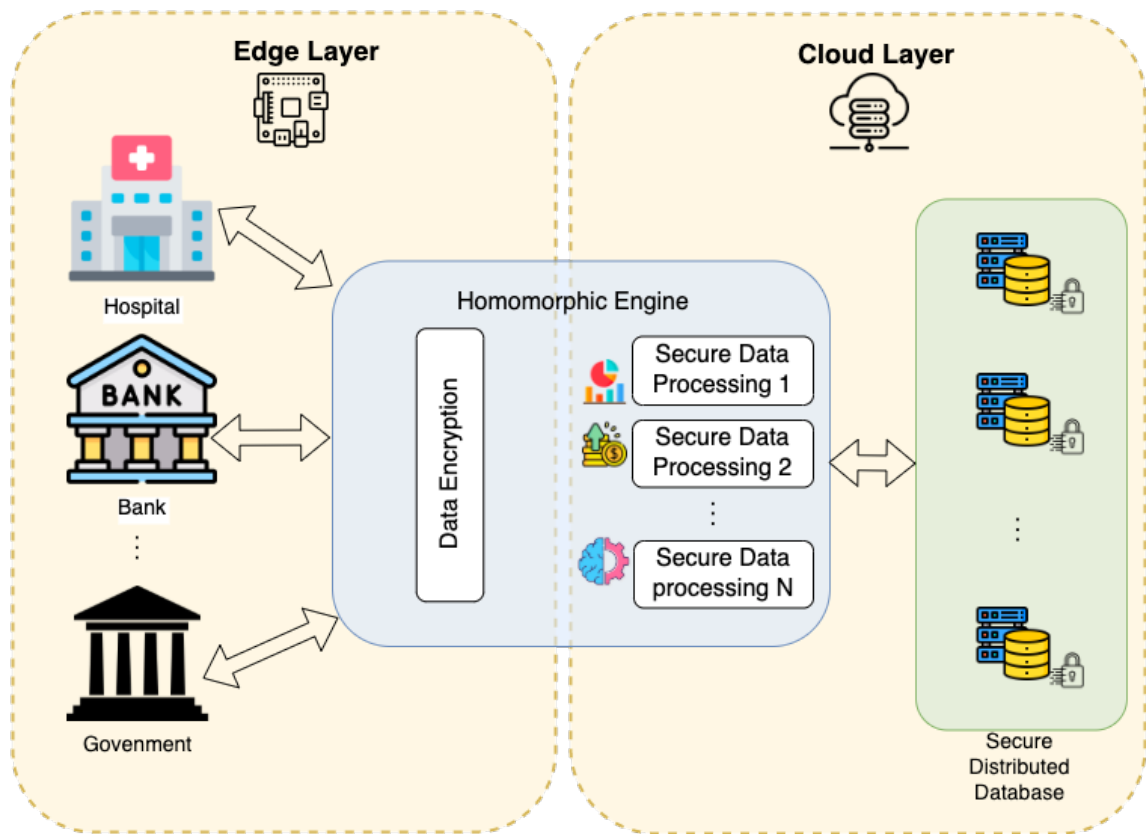 Edge Layer
Cloud Layer
Hospital
BANK
Bank
⋮
Govenment
Homomorphic Engine
Data Encryption
Secure Data
Processing 1
Secure Data
Processing 2
⋮
Secure Data
processing N
⋮
Secure
Distributed
Database